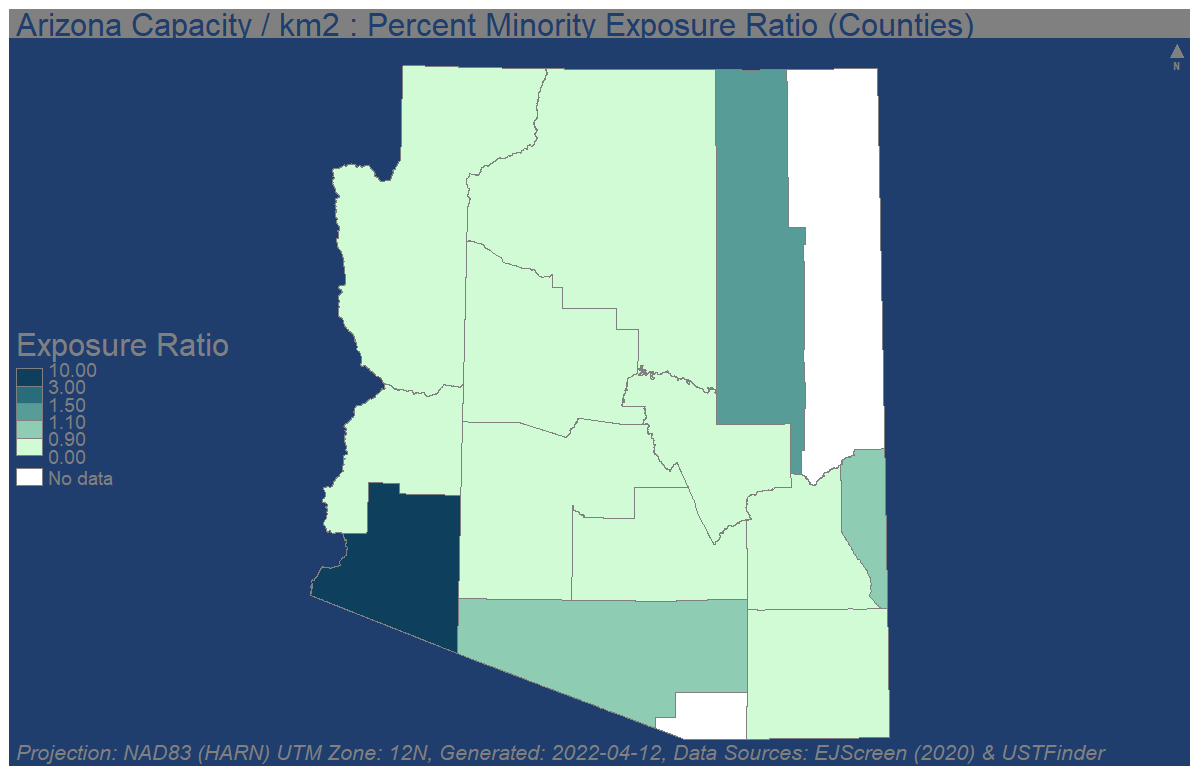 Arizona Capacity / km2 : Percent Minority Exposure Ratio (Counties)
N
Exposure Ratio
10.00
3.00
1.50
1.10
0.90
0.00
No data
Projection: NAD83 (HARN) UTM Zone: 12N, Generated: 2022-04-12, Data Sources: EJScreen (2020) & USTFinder